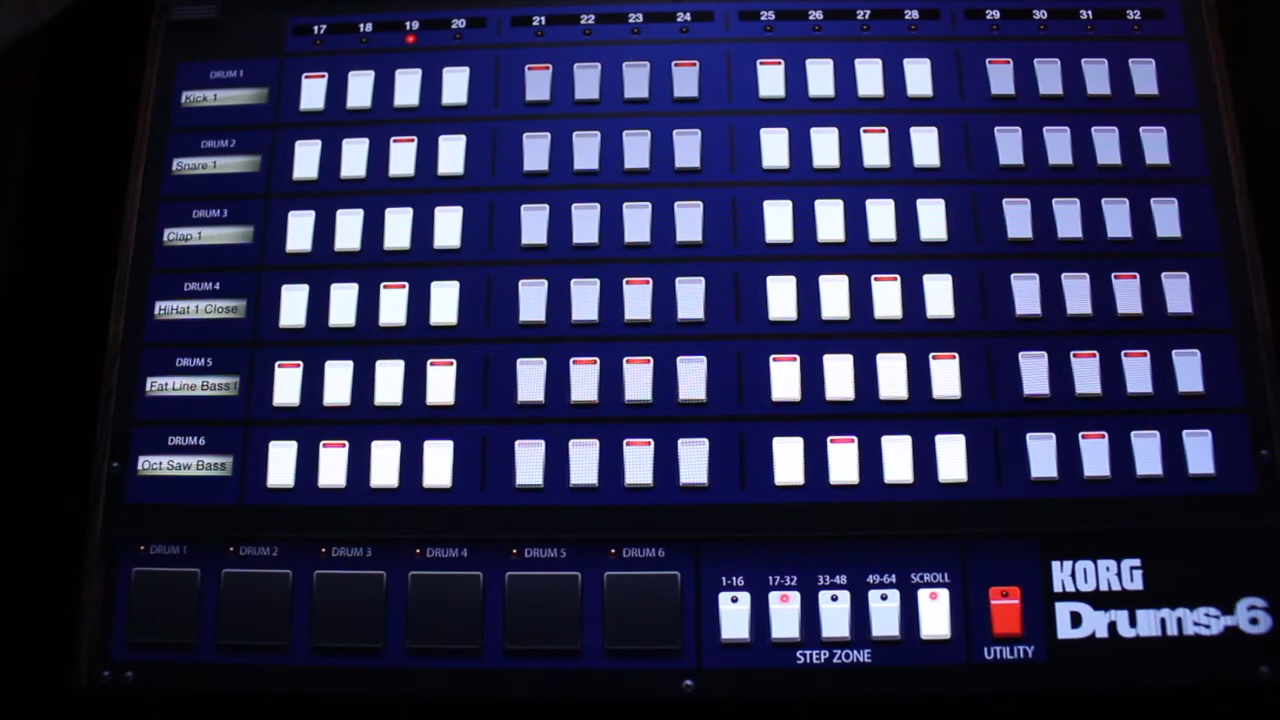 17 18 19 20 21 22 23 24 25 26 27 28 29 30 31 32
DRUM 1
Kick 1
DRUM 2
Snare 1
DRUM 3
Clap 1
DRUM 4
HiHat 1 Close
DRUM 5
Fat Line Bass
DRUM 6
Oct Saw Bass
DRUM 1 DRUM 2 DRUM 3 DRUM 4 DRUM 5 DRUM 6
1-16 17-32 33-48 49-64 SCROLL
STEP ZONE
UTILITY
KORG
Drums-6